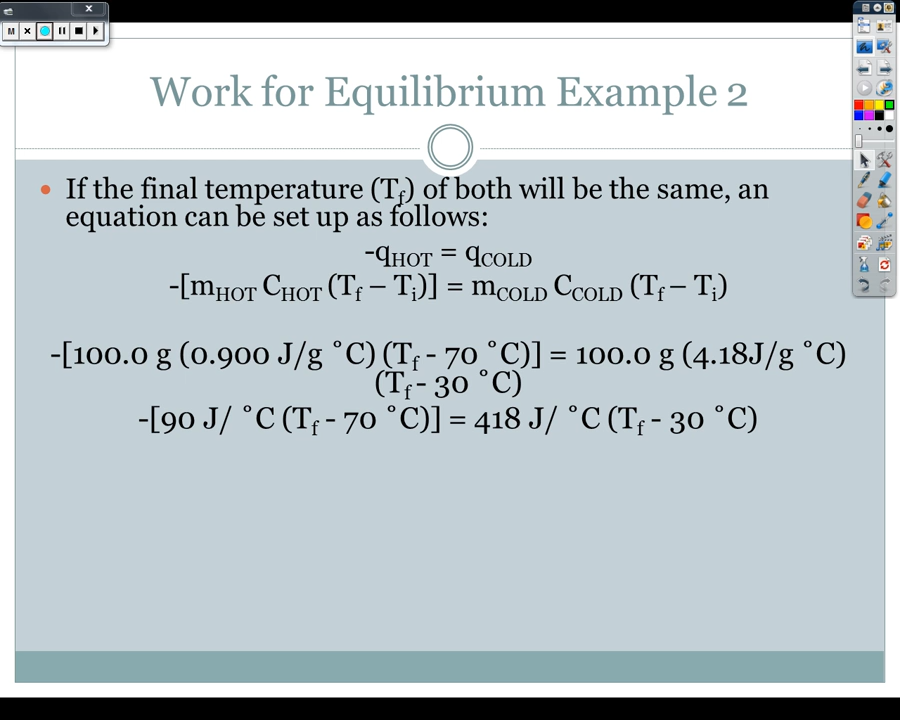 M
Work for Equilibrium Example 2
• If the final temperature (Tf) of both will be the same, an
equation can be set up as follows:
-qHOT = qCOLD
-[mHOT CHOT (Tf – Ti)] = mCOLD CCOLD (Tf – Ti)
-[100.0 g (0.900 J/g ˚C) (Tf - 70 ˚C)] = 100.0 g (4.18J/g ˚C)
(Tf - 30 ˚C)
-[90 J/ ˚C (Tf - 70 ˚C)] = 418 J/ ˚C (Tf - 30 ˚C)